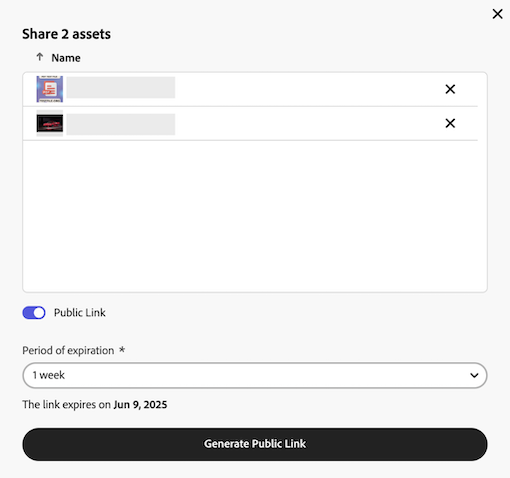 Share 2 assets
Name
Public Link
Period of expiration *
1 week
The link expires on Jun 9, 2025
Generate Public Link